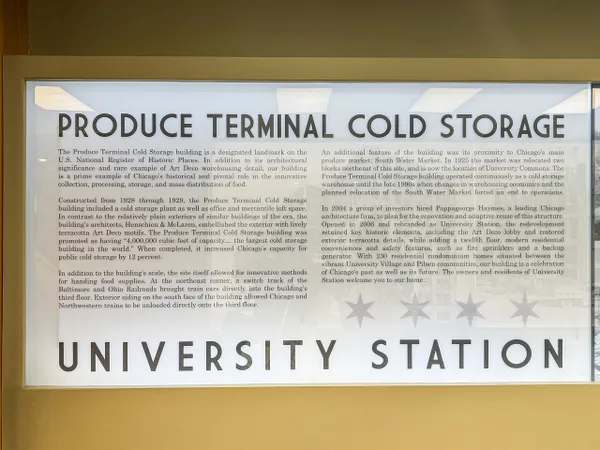 PRODUCE TERMINAL COLD STORAGE
The Produce Terminal Cold Storage building is a designated landmark on the
U.S. National Register of Historic Places. In addition to its architectural
significance and rare example of Art Deco warehousing detail, our building
is a prime example of Chicago's historical and pivotal role in the innovative
collection, processing, storage, and mass distribution of food.
Constructed from 1928 through 1929, the Produce Terminal Cold Storage
building included a cold storage plant as well as office and mercantile loft space.
In contrast to the relatively plain exteriors of similar buildings of the era, the
building's architects, Henschien & McLaren, embellished the exterior with lively
terracotta Art Deco motifs. The Produce Terminal Cold Storage building was
promoted as having "4,000,000 cubic feet of capacity... the largest cold storage
building in the world." When completed, it increased Chicago's capacity for
public cold storage by 12 percent.
In addition to the building's scale, the site itself allowed for innovative methods
for handing food supplies. At the northeast corner, a switch track of the
Baltimore and Ohio Railroads brought train cars directly into the building's
third floor. Exterior siding on the south face of the building allowed Chicago and
Northwestern trains to be unloaded directly onto the third floor.
An additional feature of the building was its proximity to Chicago's main
produce market: South Water Market. In 1925 the market was relocated two
blocks northeast of this site, and is now the location of University Commons. The
Produce Terminal Cold Storage building operated continuously as a cold storage
warehouse until the late 1990s when changes in warehousing economics and the
planned relocation of the South Water Market forced an end to operations.
In 2004 a group of investors hired Pappageorge Haymes, a leading Chicago
architecture firm, to plan for the renovation and adaptive reuse of this structure.
Opened in 2006 and rebranded as University Station, the redevelopment
retained key historic elements, including the Art Deco lobby and restored
exterior terracotta details, while adding a twelfth floor, modern residential
conveniences and safety features, such as fire sprinklers and a backup
generator. With 230 residential condominium homes situated between the
vibrant University Village and Pilsen communities, our building is a celebration
of Chicago's past as well as its future. The owners and residents of University
Station welcome you to our home.
UNIVERSITY STATION